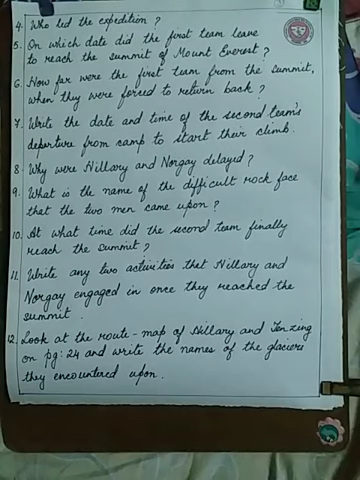 4. Who led the expedition?
5. On which date did the first team leave
to reach the summit of Mount Everest?
6. How far were the first team from the summit,
when they were forced to return back?
7. Write the date and time of the second team's
departure from camp to start their climb.
8. Why were Hillary and Norgay delayed?
9. What is the name of the difficult rock face
that the two men came upon?
10. At what time did the second team finally
reach the summit?
11. Write any two activities that Hillary and
Norgay engaged in once they reached the
summit.
12. Look at the route-map of Hillary and Tenzing
on pg: 24 and write the names of the glaciers
they encountered upon.